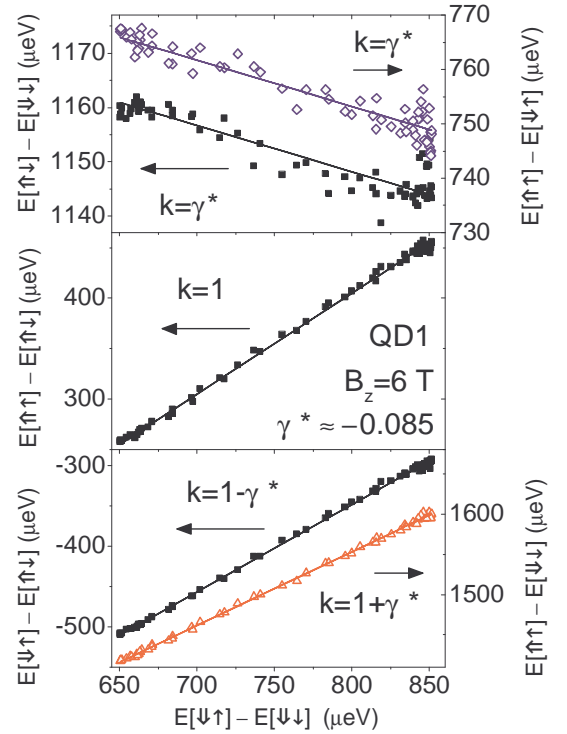 770
760
750
740
730
1170
1160
1150
1140
E[⇑↓] − E[⇓↓] (μeV)
E[⇑↑] − E[⇓↑] (μeV)
k=γ*
k=γ*
400
300
E[⇑↑] − E[⇑↓] (μeV)
k=1
QD1
B_z=6 T
γ* ≈ −0.085
-300
-400
-500
E[⇓↑] − E[⇑↓] (μeV)
1600
1500
E[⇑↑] − E[⇓↓] (μeV)
k=1-γ*
k=1+γ*
650 700 750 800 850
E[⇓↑] − E[⇓↓] (μeV)